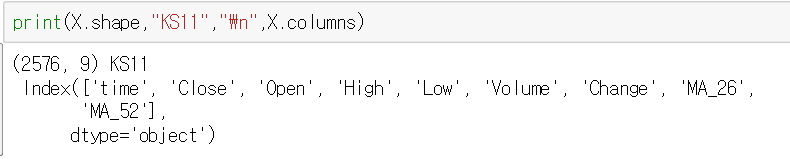 print(X.shape,"KS11","₩n",X.columns)
(2576, 9) KS11
Index(['time', 'Close', 'Open', 'High', 'Low', 'Volume', 'Change', 'MA_26',
'MA_52'],
dtype='object')